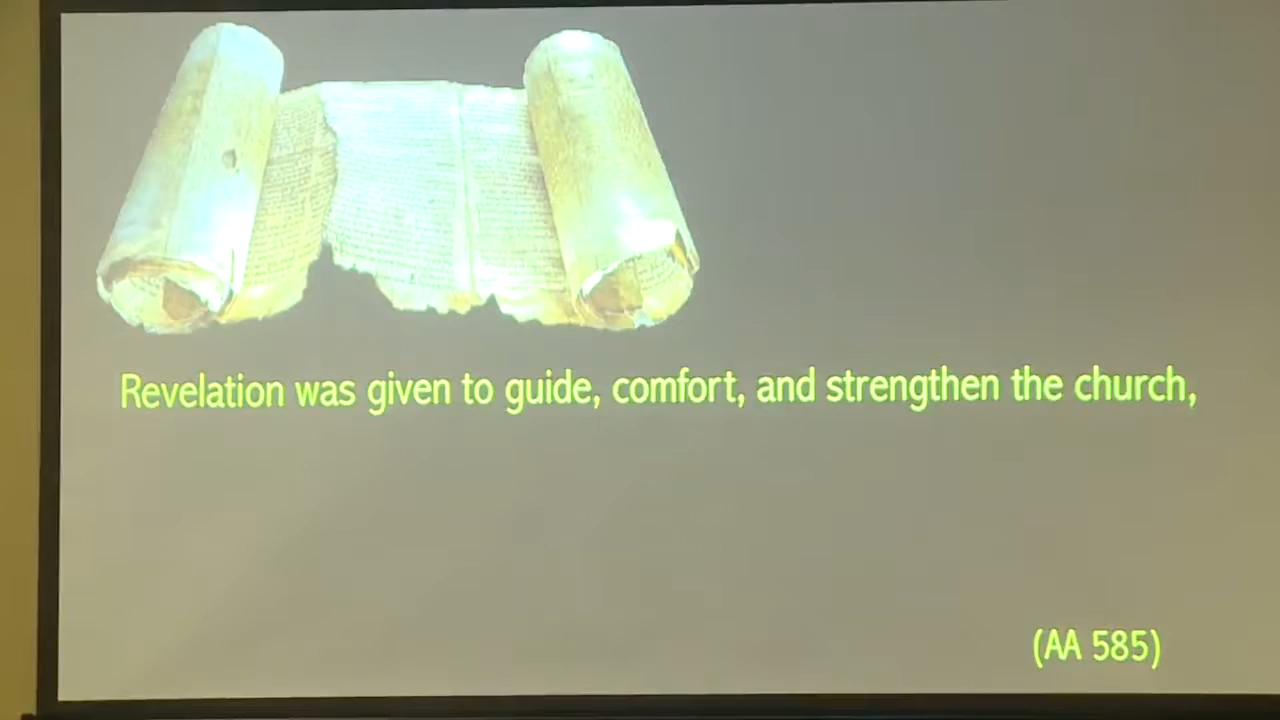 Revelation was given to guide, comfort, and strengthen the church,
(AA 585)